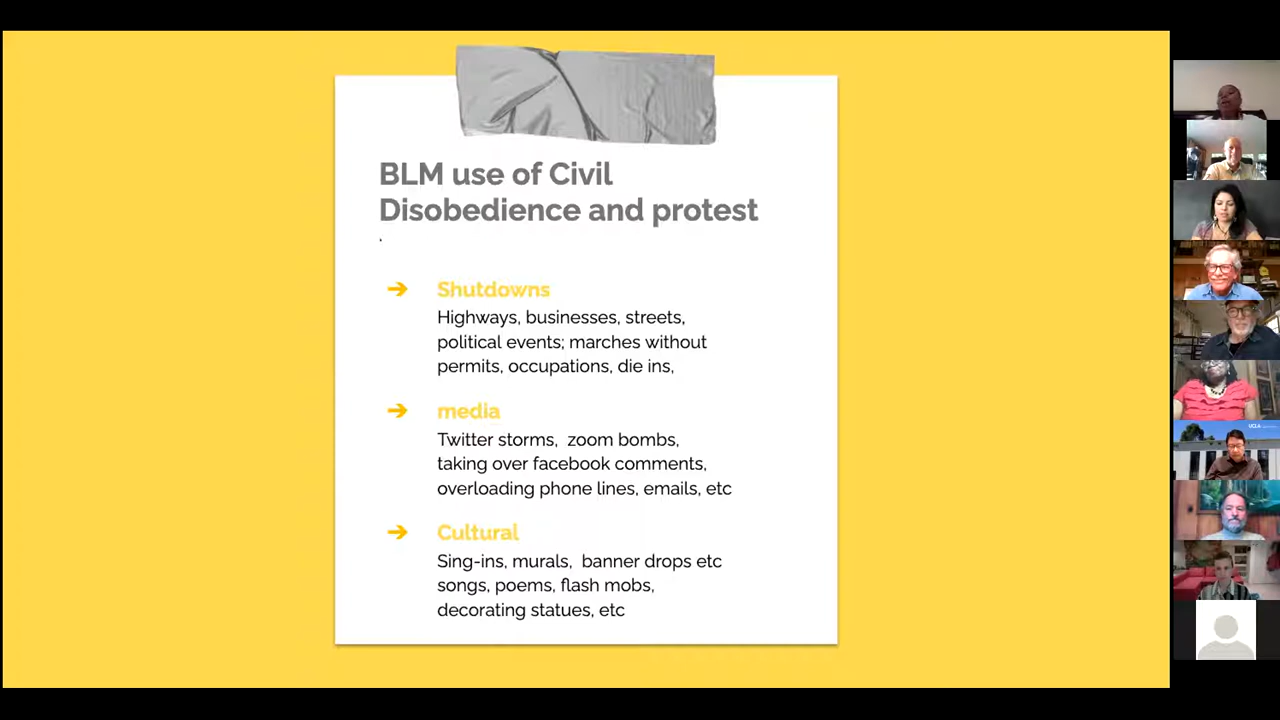 BLM use of Civil
Disobedience and protest
.
➔ Shutdowns
Highways, businesses, streets,
political events; marches without
permits, occupations, die ins,
➔ media
Twitter storms,  zoom bombs,
taking over facebook comments,
overloading phone lines, emails, etc
➔ Cultural
Sing-ins, murals,  banner drops etc
songs, poems, flash mobs,
decorating statues, etc
UCLA